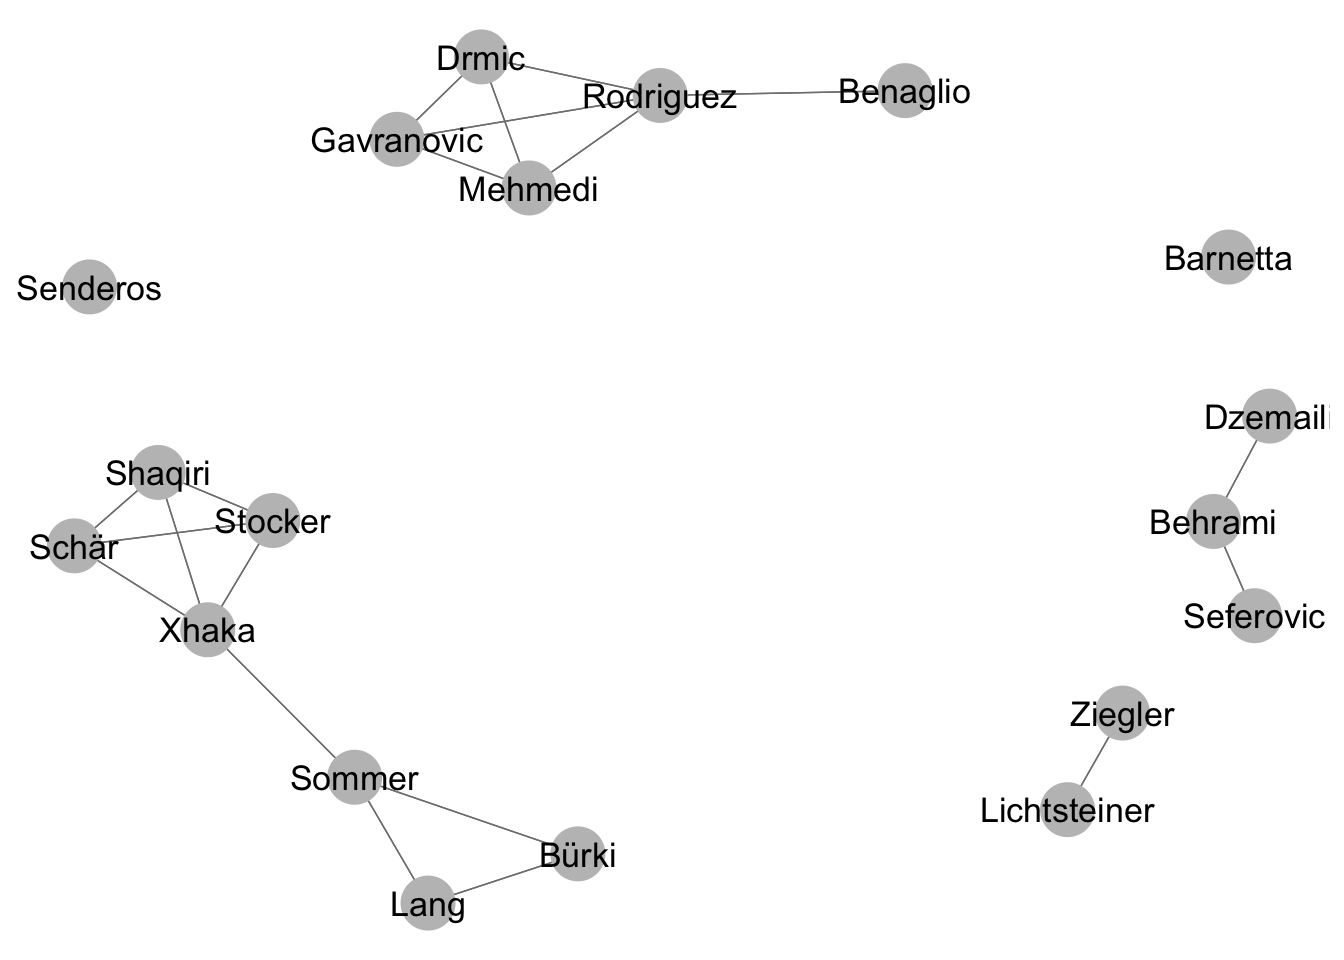 Drmic
Rodriguez
Benaglio
Gavranovic
Mehmedi
Barnetta
Senderos
Dzemaili
Shaqiri
Stocker
Behrami
Schär
Seferovic
Xhaka
Ziegler
Sommer
Lichtsteiner
Bürki
Lang